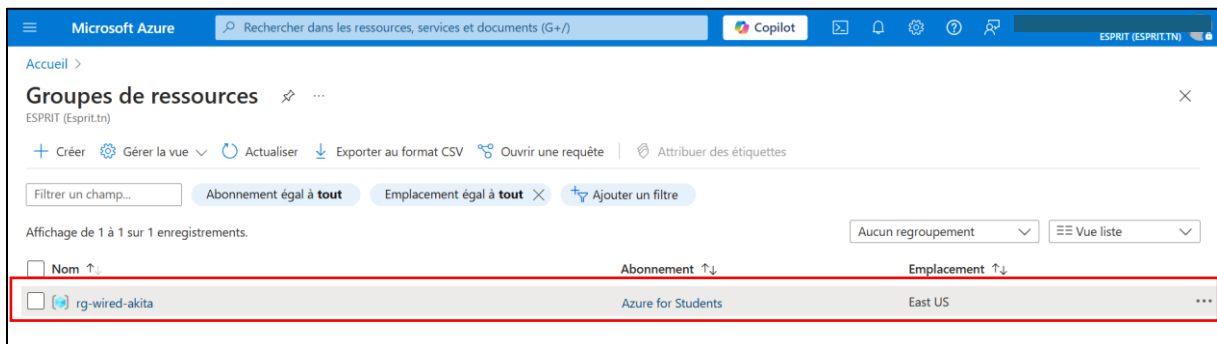 Microsoft Azure Rechercher dans les ressources, services et documents (G+/) Copilot ESPRIT (ESPRIT.TN)
Accueil >
Groupes de ressources ...
ESPRIT (Esprit.tn)
+ Créer Gérer la vue Actualiser Exporter au format CSV Ouvrir une requête Attribuer des étiquettes
Filtrer un champ... Abonnement égal à tout Emplacement égal à tout Ajouter un filtre
Affichage de 1 à 1 sur 1 enregistrements. Aucun regroupement Vue liste
Nom ↑↓ Abonnement ↑↓ Emplacement ↑↓
rg-wired-akita Azure for Students East US ...